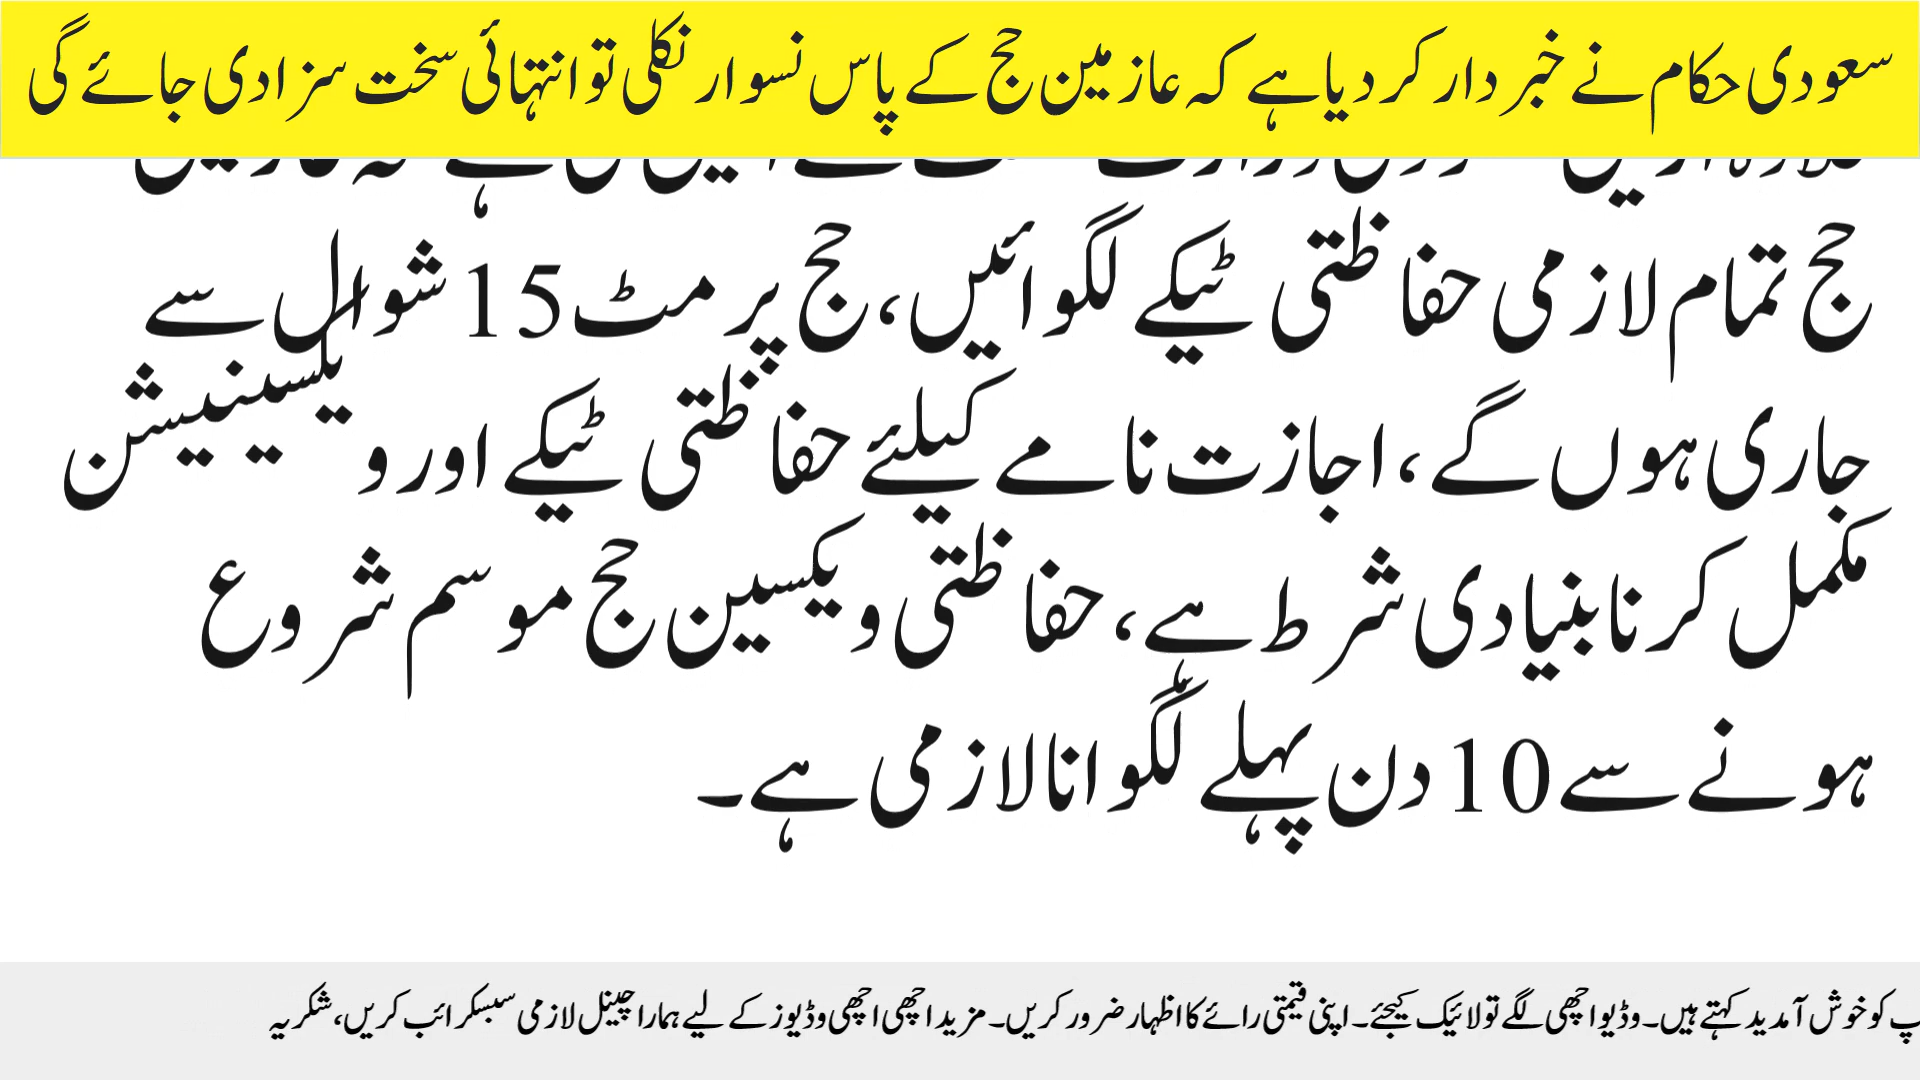 سعودی حکام نے خبردار کر دیا ہے کہ عازمین حج کے پاس نسوار نکلی تو انتہائی سخت سزا دی جائے گی
حج تمام لازمی حفاظتی ٹیکے لگوائیں، حج پرمٹ 15 شوال سے
جاری ہوں گے، اجازت نامے کیلئے حفاظتی ٹیکے اور ویکسینیشن
مکمل کرنا بنیادی شرط ہے، حفاظتی ویکسین حج موسم شروع
ہونے سے 10 دن پہلے لگوانا لازمی ہے۔
پ کو خوش آمدید کہتے ہیں۔ وڈیو اچھی لگے تو لائیک کیجئے۔ اپنی قیمتی رائے کا اظہار ضرور کریں۔ مزید اچھی اچھی وڈیوز کے لیے ہمارا چینل لازمی سبسکرائب کریں، شکریہ